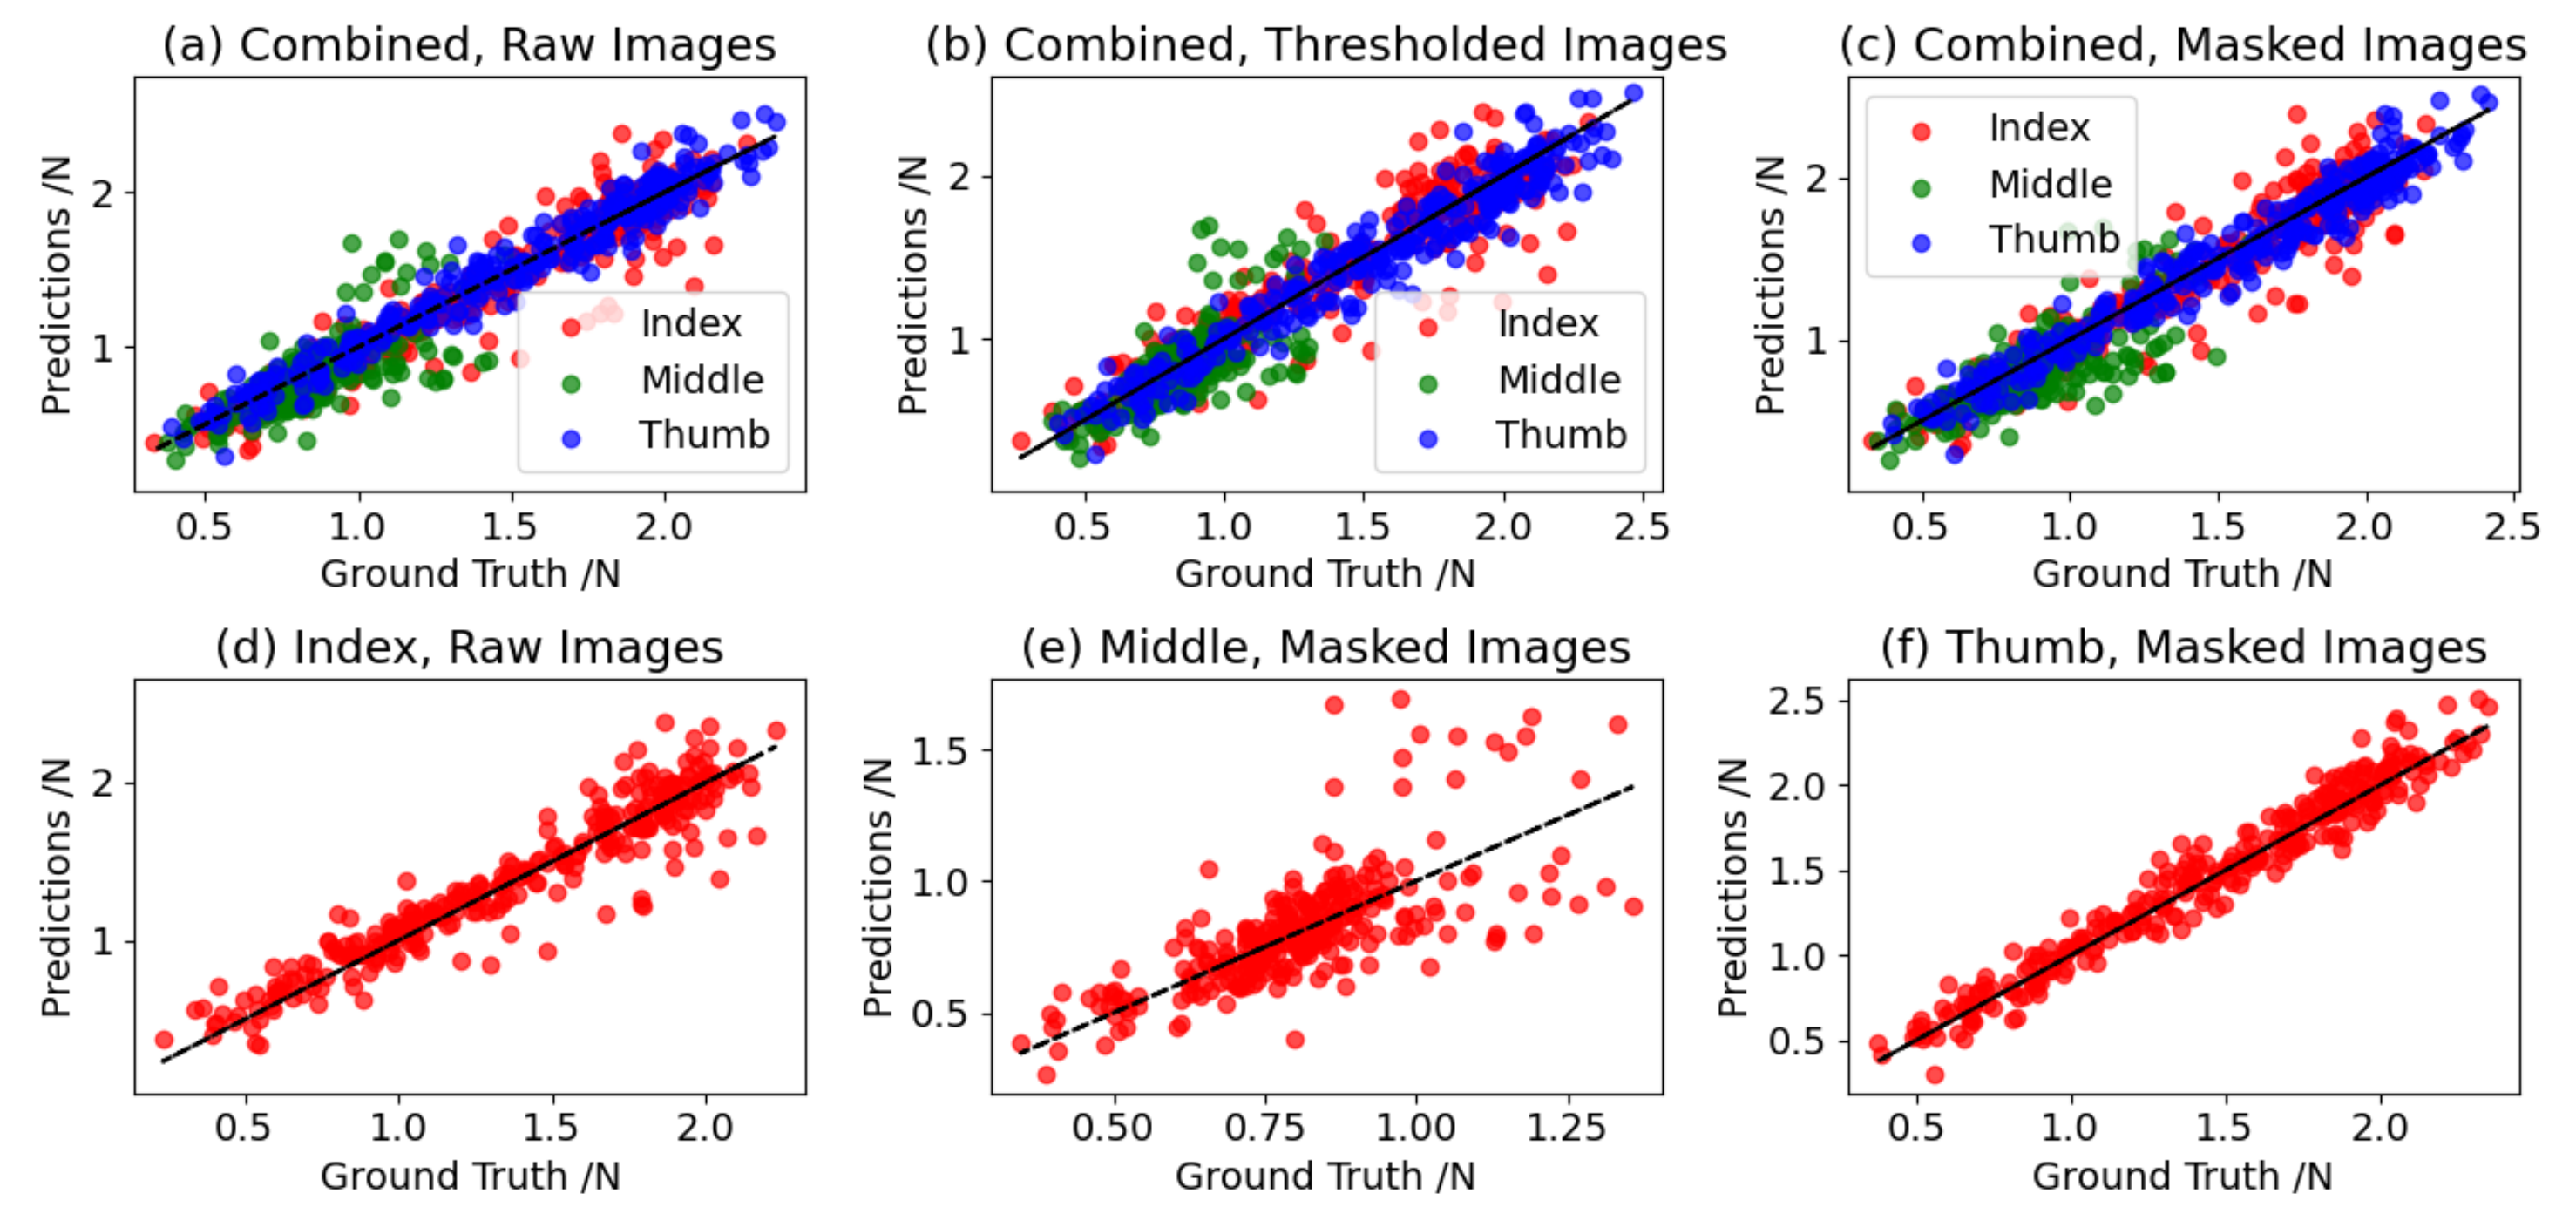 (a) Combined, Raw Images
Predictions /N
2
1
Index
Middle
Thumb
0.5 1.0 1.5 2.0
Ground Truth /N
(b) Combined, Thresholded Images
Predictions /N
2
1
Index
Middle
Thumb
0.5 1.0 1.5 2.0 2.5
Ground Truth /N
(c) Combined, Masked Images
Predictions /N
2
1
Index
Middle
Thumb
0.5 1.0 1.5 2.0 2.5
Ground Truth /N
(d) Index, Raw Images
Predictions /N
2
1
0.5 1.0 1.5 2.0
Ground Truth /N
(e) Middle, Masked Images
Predictions /N
1.5
1.0
0.5
0.50 0.75 1.00 1.25
Ground Truth /N
(f) Thumb, Masked Images
Predictions /N
2.5
2.0
1.5
1.0
0.5
0.5 1.0 1.5 2.0
Ground Truth /N